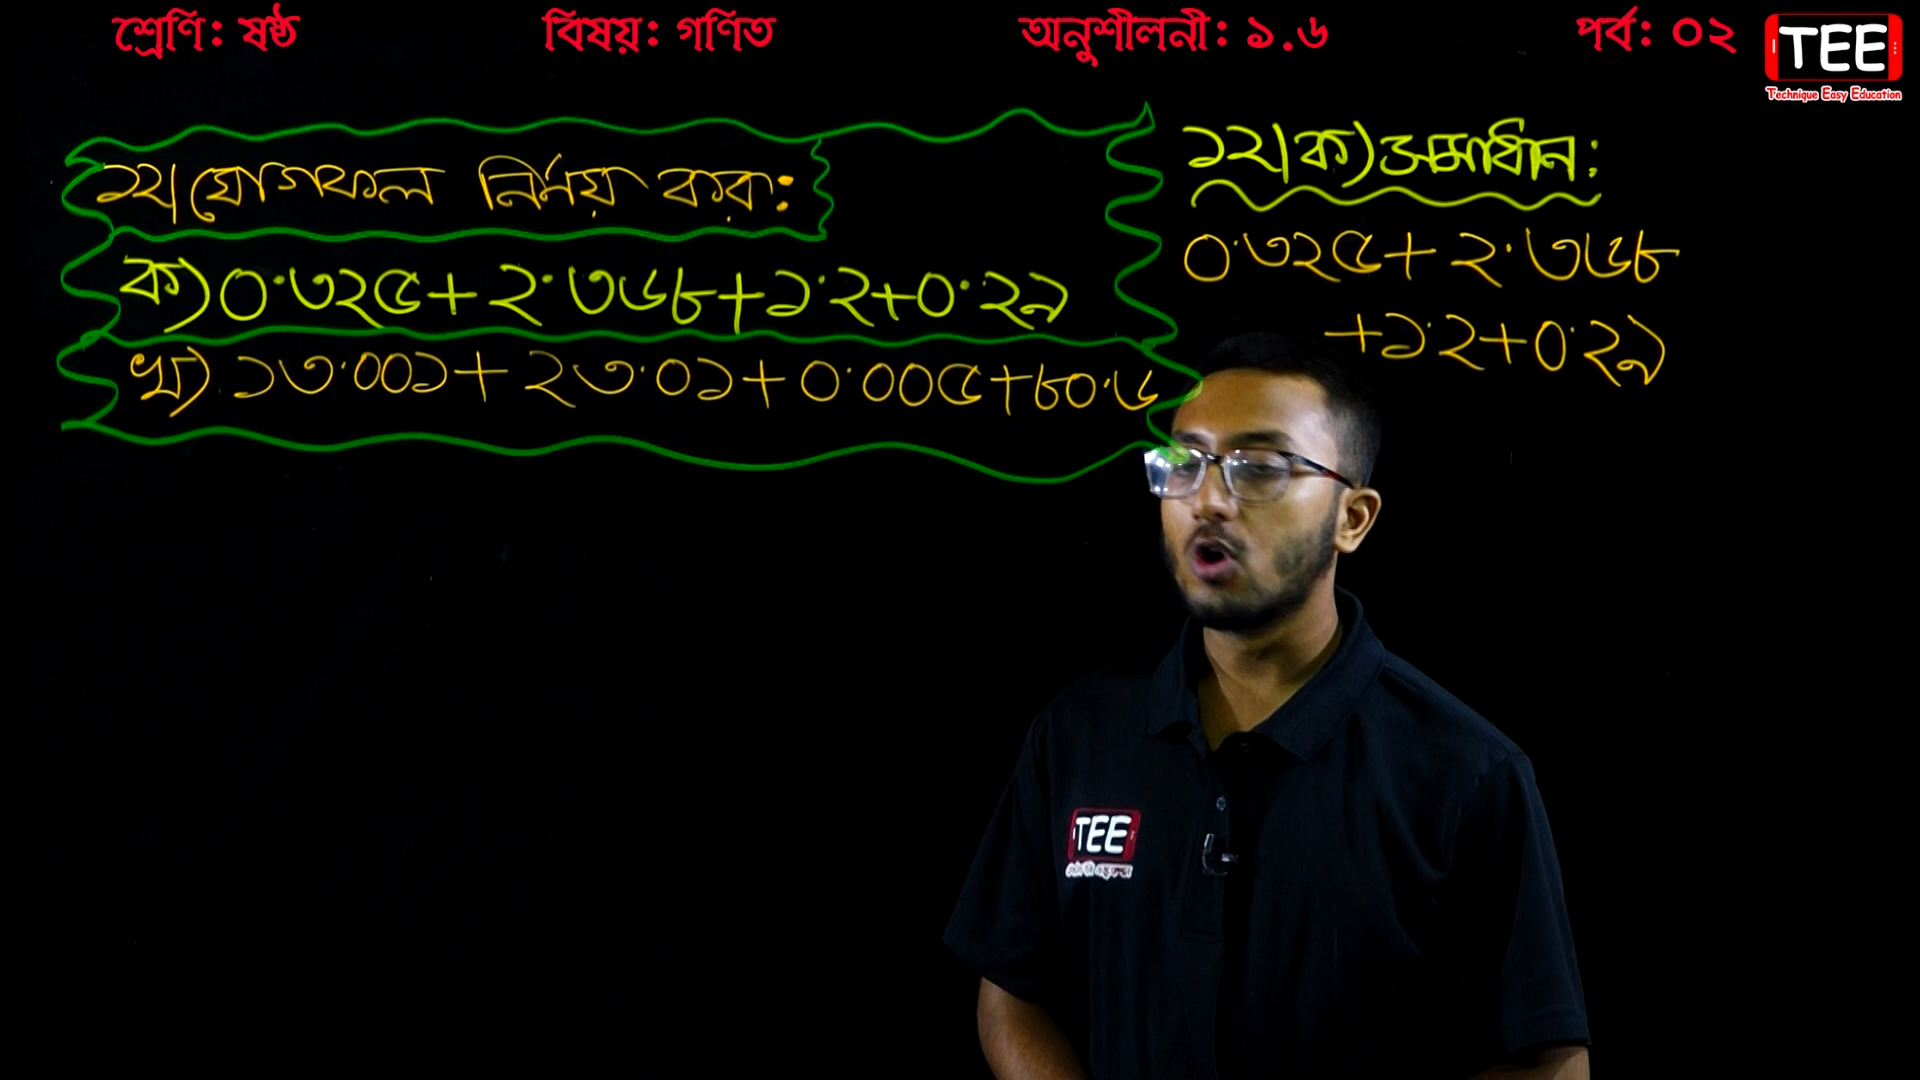 শ্রেণি: ষষ্ঠ বিষয়: গণিত অনুশীলনী: ১.৬ পর্ব: ০২
TEE
Technique Easy Education
১২। যোগফল নির্ণয় কর:
ক) ০.৩২৫+২.৩৬৮+১.২+০.২৯
খ) ১৩.০০১+২৩.০১+০.০০৫+৮০.৬
১২। ক) সমাধান:
০.৩২৫+২.৩৬৮
+১.২+০.২৯
TEE